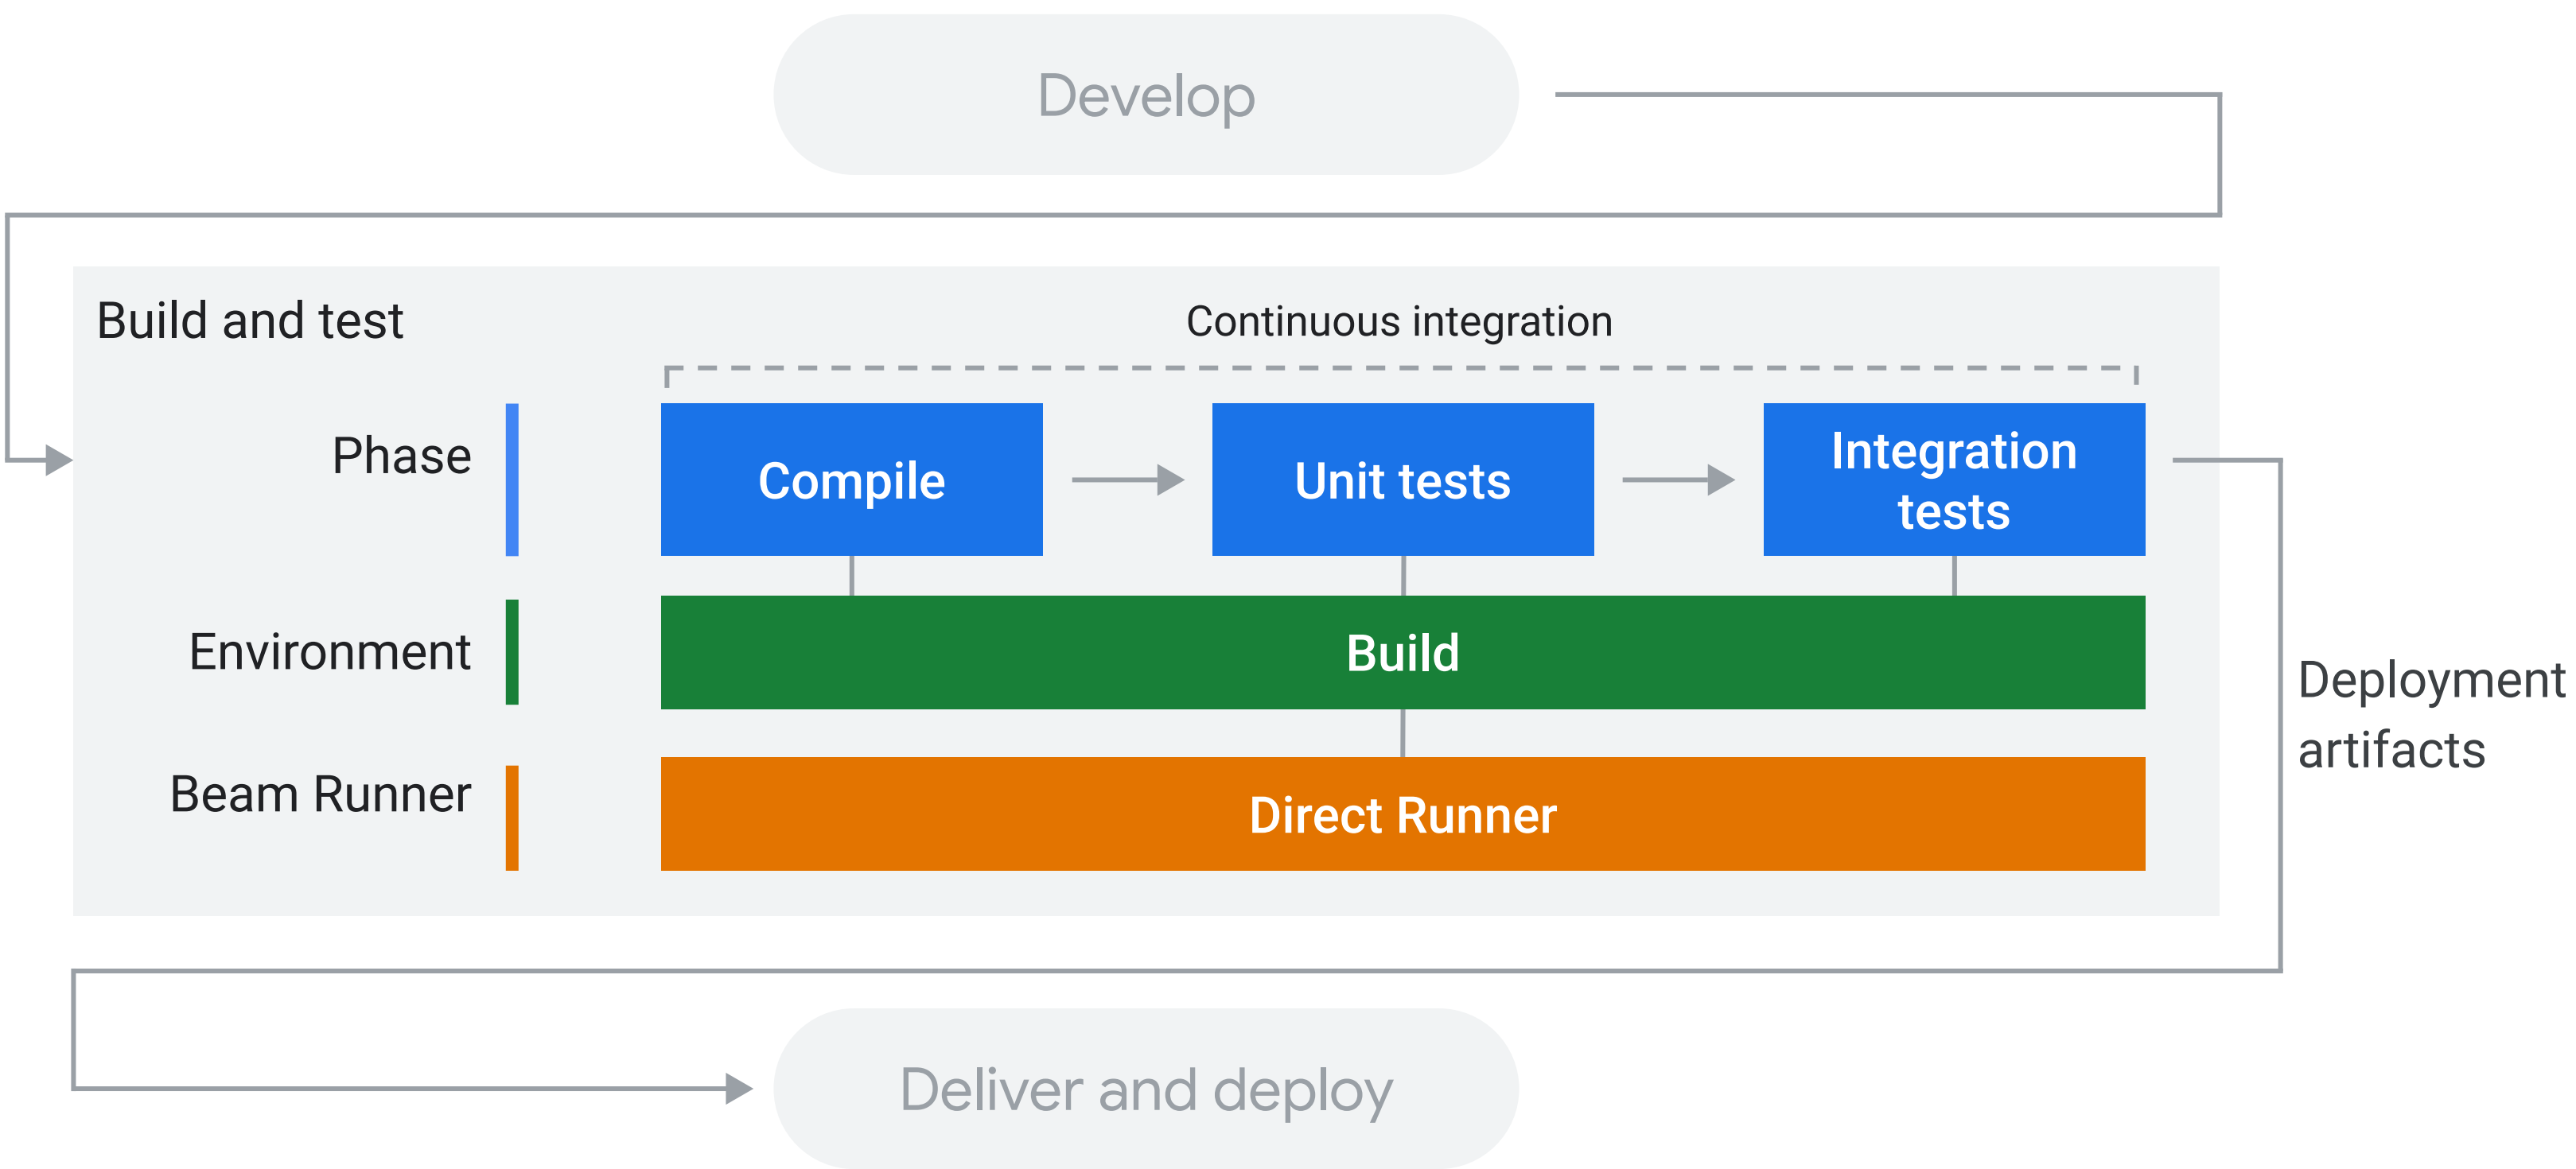 Develop
Build and test
Continuous integration
Phase
Compile
Unit tests
Integration
tests
Environment
Build
Beam Runner
Direct Runner
Deployment
artifacts
Deliver and deploy